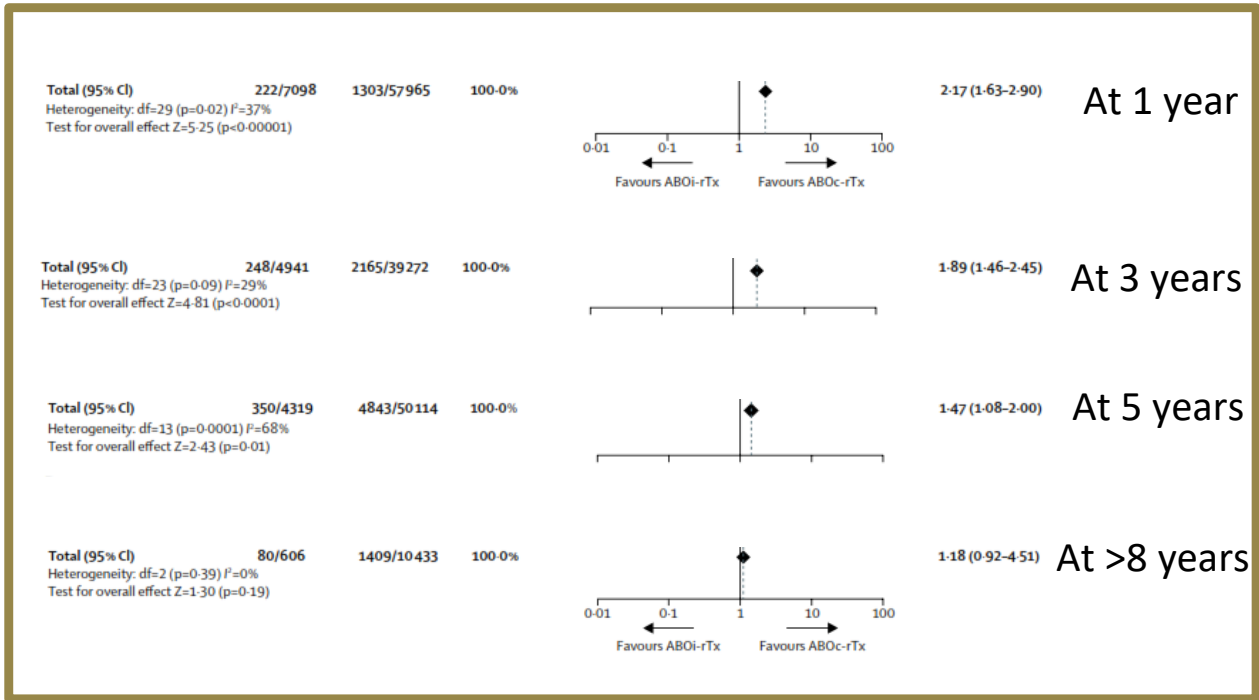 Total (95% Cl) 222/7098 1303/57965 100·0% 2·17 (1·63–2·90) At 1 year
Heterogeneity: df=29 (p=0·02) I²=37%
Test for overall effect Z=5·25 (p<0·00001)
0·01 0·1 1 10 100
Favours ABOi-rTx Favours ABOc-rTx
Total (95% Cl) 248/4941 2165/39272 100·0% 1·89 (1·46–2·45) At 3 years
Heterogeneity: df=23 (p=0·09) I²=29%
Test for overall effect Z=4·81 (p<0·0001)
Total (95% Cl) 350/4319 4843/50114 100·0% 1·47 (1·08–2·00) At 5 years
Heterogeneity: df=13 (p=0·0001) I²=68%
Test for overall effect Z=2·43 (p=0·01)
Total (95% Cl) 80/606 1409/10433 100·0% 1·18 (0·92–4·51) At >8 years
Heterogeneity: df=2 (p=0·39) I²=0%
Test for overall effect Z=1·30 (p=0·19)
0·01 0·1 1 10 100
Favours ABOi-rTx Favours ABOc-rTx